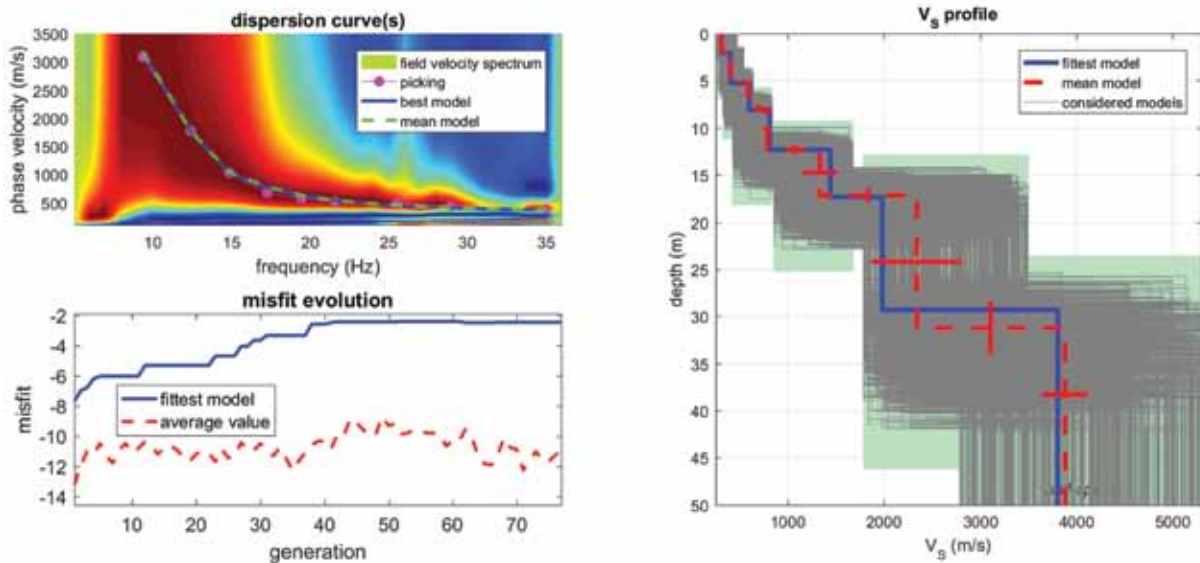 dispersion curve(s)
phase velocity (m/s)
3500
3000
2500
2000
1500
1000
500
field velocity spectrum
picking
best model
mean model
10
15
20
25
30
35
frequency (Hz)
misfit evolution
misfit
-2
-4
-6
-8
-10
-12
-14
fittest model
average value
10
20
30
40
50
60
70
generation
VS profile
depth (m)
0
5
10
15
20
25
30
35
40
45
50
fittest model
mean model
considered models
1000
2000
3000
4000
5000
VS (m/s)